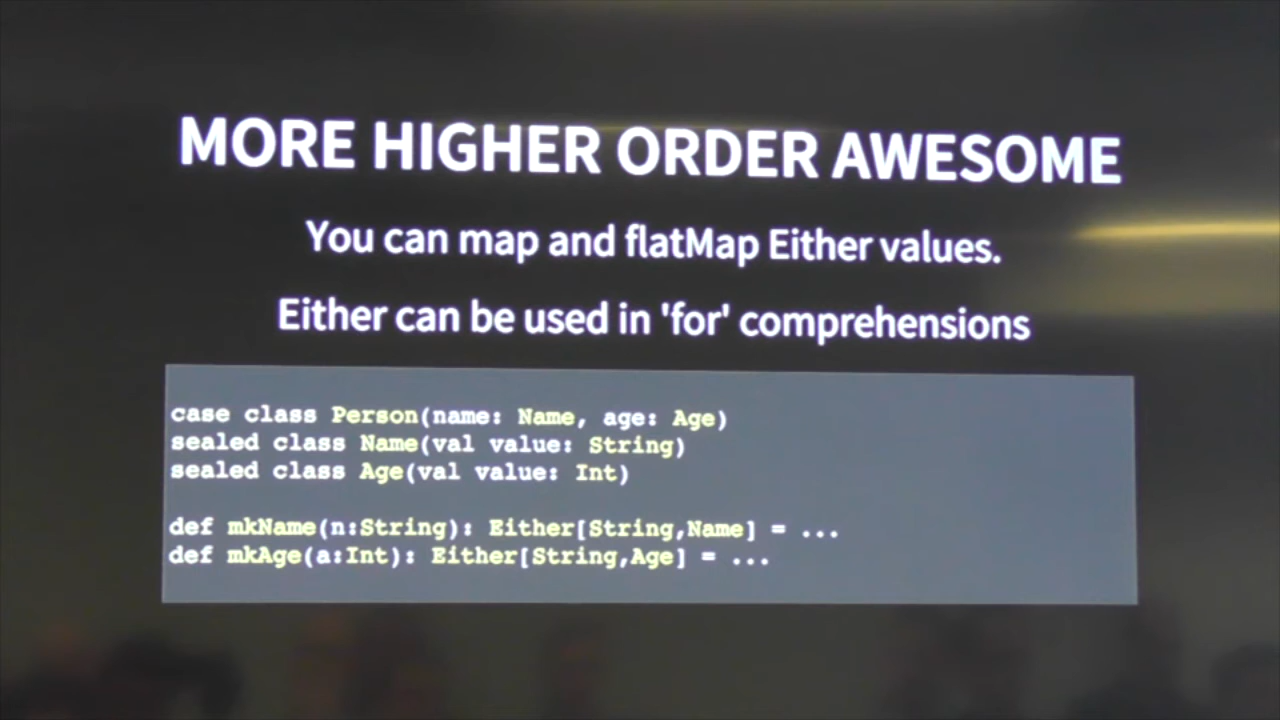 MORE HIGHER ORDER AWESOME
You can map and flatMap Either values.
Either can be used in 'for' comprehensions
case class Person(name: Name, age: Age)
sealed class Name(val value: String)
sealed class Age(val value: Int)
def mkName(n:String): Either[String,Name] = ...
def mkAge(a:Int): Either[String,Age] = ...